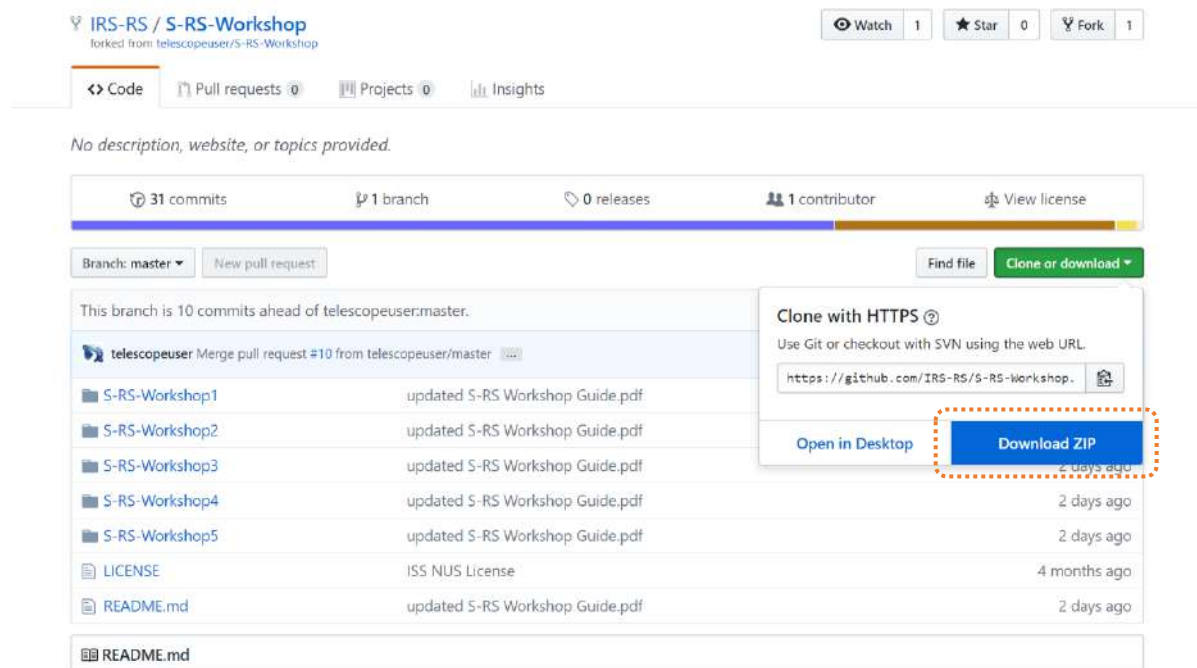 IRS-RS / S-RS-Workshop
forked from telescopeuser/S-RS-Workshop
Watch 1 Star 0 Fork 1
Code Pull requests 0 Projects 0 Insights
No description, website, or topics provided.
31 commits 1 branch 0 releases 1 contributor View license
Branch: master New pull request Find file Clone or download
This branch is 10 commits ahead of telescopeuser:master.
Clone with HTTPS ?
Use Git or checkout with SVN using the web URL.
telescopeuser Merge pull request #10 from telescopeuser/master ...
https://github.com/IRS-RS/S-RS-Workshop.
S-RS-Workshop1 updated S-RS Workshop Guide.pdf
S-RS-Workshop2 updated S-RS Workshop Guide.pdf
Open in Desktop Download ZIP
S-RS-Workshop3 updated S-RS Workshop Guide.pdf 2 days ago
S-RS-Workshop4 updated S-RS Workshop Guide.pdf 2 days ago
S-RS-Workshop5 updated S-RS Workshop Guide.pdf 2 days ago
LICENSE ISS NUS License 4 months ago
README.md updated S-RS Workshop Guide.pdf 2 days ago
README.md